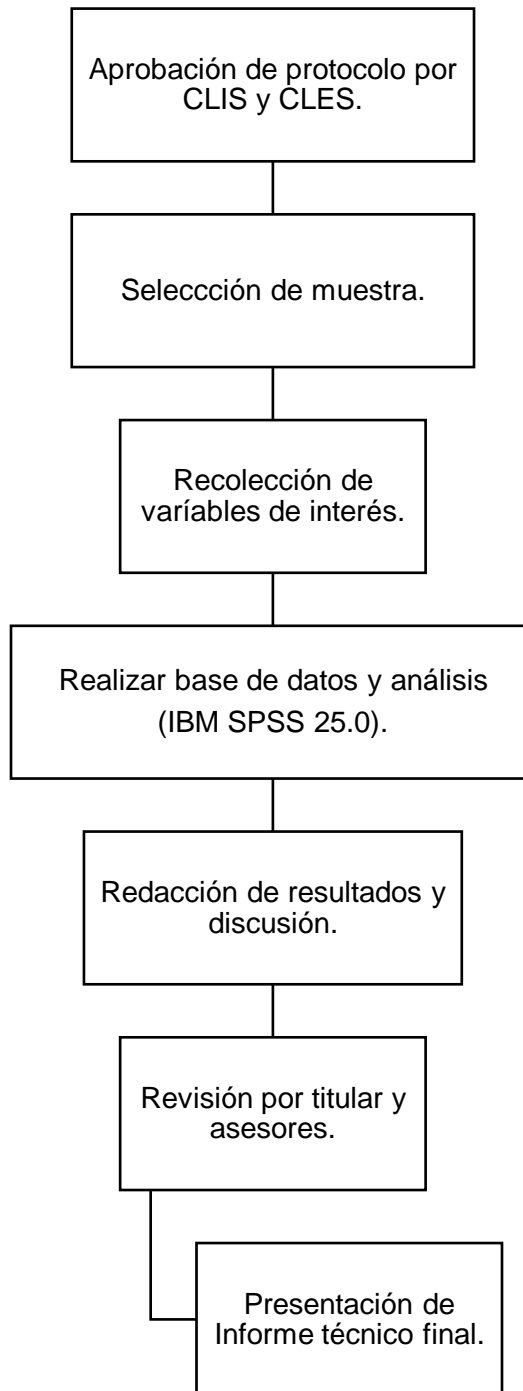 Aprobación de protocolo por
CLIS y CLES.
Seleccción de muestra.
Recolección de
varíables de interés.
Realizar base de datos y análisis
(IBM SPSS 25.0).
Redacción de resultados y
discusión.
Revisión por titular y
asesores.
Presentación de
Informe técnico final.